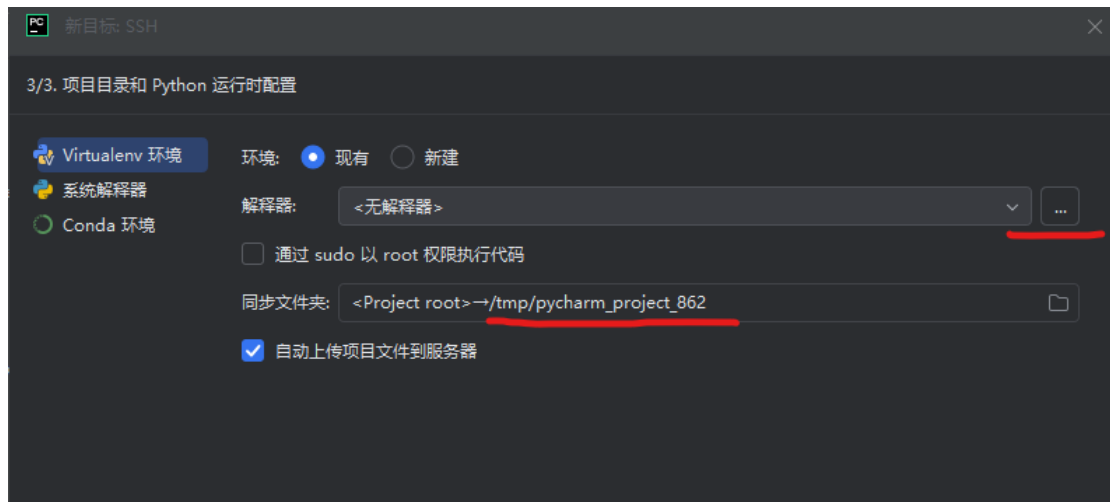 PC 新目标: SSH
3/3. 项目目录和 Python 运行时配置
Virtualenv 环境
环境: 现有 新建
系统解释器
解释器: <无解释器> ...
Conda 环境
通过 sudo 以 root 权限执行代码
同步文件夹: <Project root>→/tmp/pycharm_project_862
自动上传项目文件到服务器